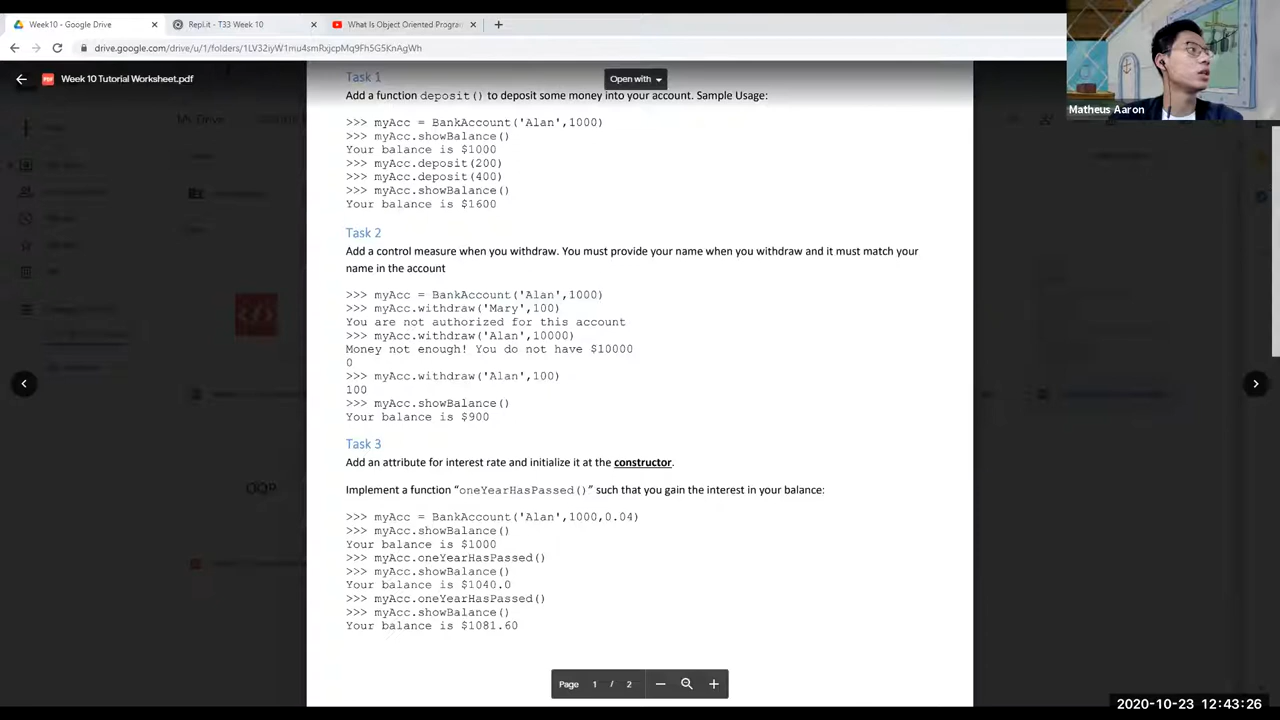 Week10 - Google Drive
Repl.it - T33 Week 10
What Is Object Oriented Program
drive.google.com/drive/u/1/folders/1LV32iyW1mu4smRxjcpMq9Fh5G5KnAgWh
Week 10 Tutorial Worksheet.pdf
Open with
Matheus Aaron
Task 1
Add a function deposit() to deposit some money into your account. Sample Usage:
>>> myAcc = BankAccount('Alan',1000)
>>> myAcc.showBalance()
Your balance is $1000
>>> myAcc.deposit(200)
>>> myAcc.deposit(400)
>>> myAcc.showBalance()
Your balance is $1600
Task 2
Add a control measure when you withdraw. You must provide your name when you withdraw and it must match your
name in the account
>>> myAcc = BankAccount('Alan',1000)
>>> myAcc.withdraw('Mary',100)
You are not authorized for this account
>>> myAcc.withdraw('Alan',10000)
Money not enough! You do not have $10000
0
>>> myAcc.withdraw('Alan',100)
100
>>> myAcc.showBalance()
Your balance is $900
Task 3
Add an attribute for interest rate and initialize it at the constructor.
Implement a function “oneYearHasPassed()” such that you gain the interest in your balance:
>>> myAcc = BankAccount('Alan',1000,0.04)
>>> myAcc.showBalance()
Your balance is $1000
>>> myAcc.oneYearHasPassed()
>>> myAcc.showBalance()
Your balance is $1040.0
>>> myAcc.oneYearHasPassed()
>>> myAcc.showBalance()
Your balance is $1081.60
Page 1 / 2
2020-10-23 12:43:26